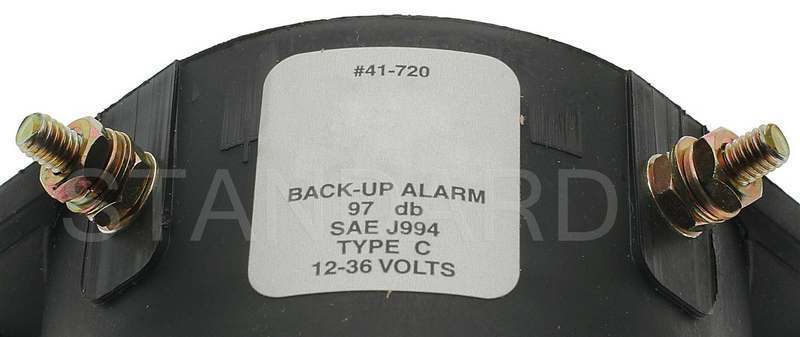 #41-720
BACK-UP ALARM
97 db
SAE J994
TYPE C
12-36 VOLTS
STANDARD